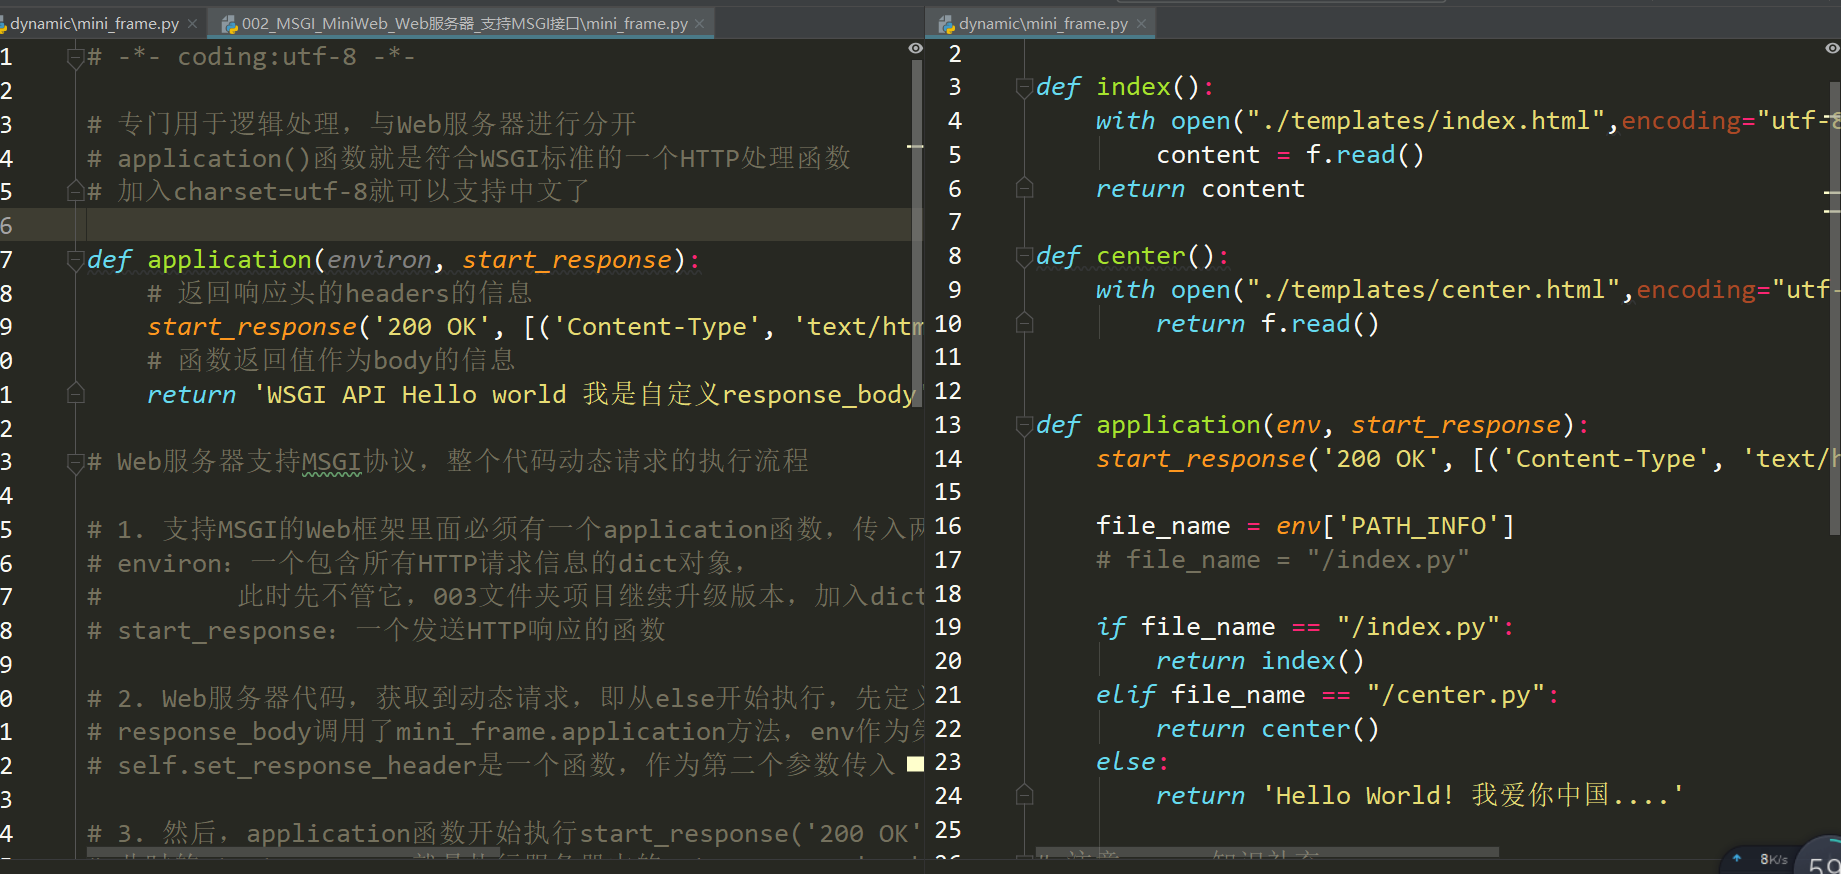 dynamic\mini_frame.py
002_MSGI_MiniWeb_Web服务器_支持MSGI接口\mini_frame.py
1 # -*- coding:utf-8 -*-
2
3 # 专门用于逻辑处理，与Web服务器进行分开
4 # application()函数就是符合WSGI标准的一个HTTP处理函数
5 # 加入charset=utf-8就可以支持中文了
6
7 def application(environ, start_response):
8 # 返回响应头的headers的信息
9 start_response('200 OK', [('Content-Type', 'text/htm
0 # 函数返回值作为body的信息
1 return 'WSGI API Hello world 我是自定义response_body
2
3 # Web服务器支持MSGI协议，整个代码动态请求的执行流程
4
5 # 1. 支持MSGI的Web框架里面必须有一个application函数，传入两
6 # environ：一个包含所有HTTP请求信息的dict对象，
7 # 此时先不管它，003文件夹项目继续升级版本，加入dict
8 # start_response：一个发送HTTP响应的函数
9
0 # 2. Web服务器代码，获取到动态请求，即从else开始执行，先定义
1 # response_body调用了mini_frame.application方法，env作为第
2 # self.set_response_header是一个函数，作为第二个参数传入
3
4 # 3. 然后，application函数开始执行start_response('200 OK'
dynamic\mini_frame.py
2
3 def index():
4 with open("./templates/index.html",encoding="utf-8
5 content = f.read()
6 return content
7
8 def center():
9 with open("./templates/center.html",encoding="utf-
10 return f.read()
11
12
13 def application(env, start_response):
14 start_response('200 OK', [('Content-Type', 'text/h
15
16 file_name = env['PATH_INFO']
17 # file_name = "/index.py"
18
19 if file_name == "/index.py":
20 return index()
21 elif file_name == "/center.py":
22 return center()
23 else:
24 return 'Hello World! 我爱你中国....'
25
8K/s
59